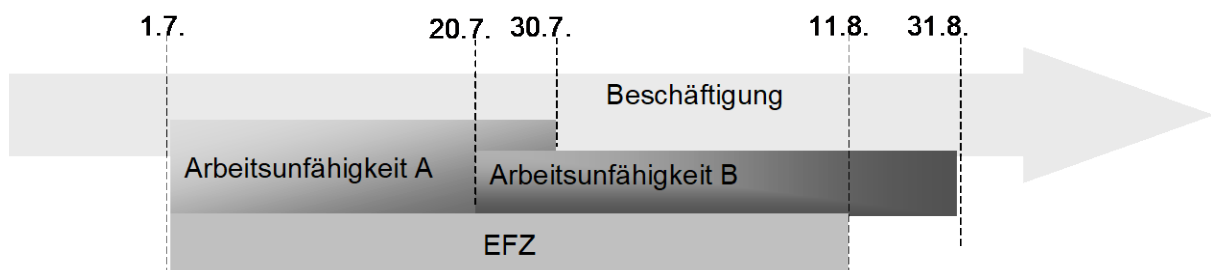 1.7. 20.7. 30.7. 11.8. 31.8.
Beschäftigung
Arbeitsunfähigkeit A
Arbeitsunfähigkeit B
EFZ